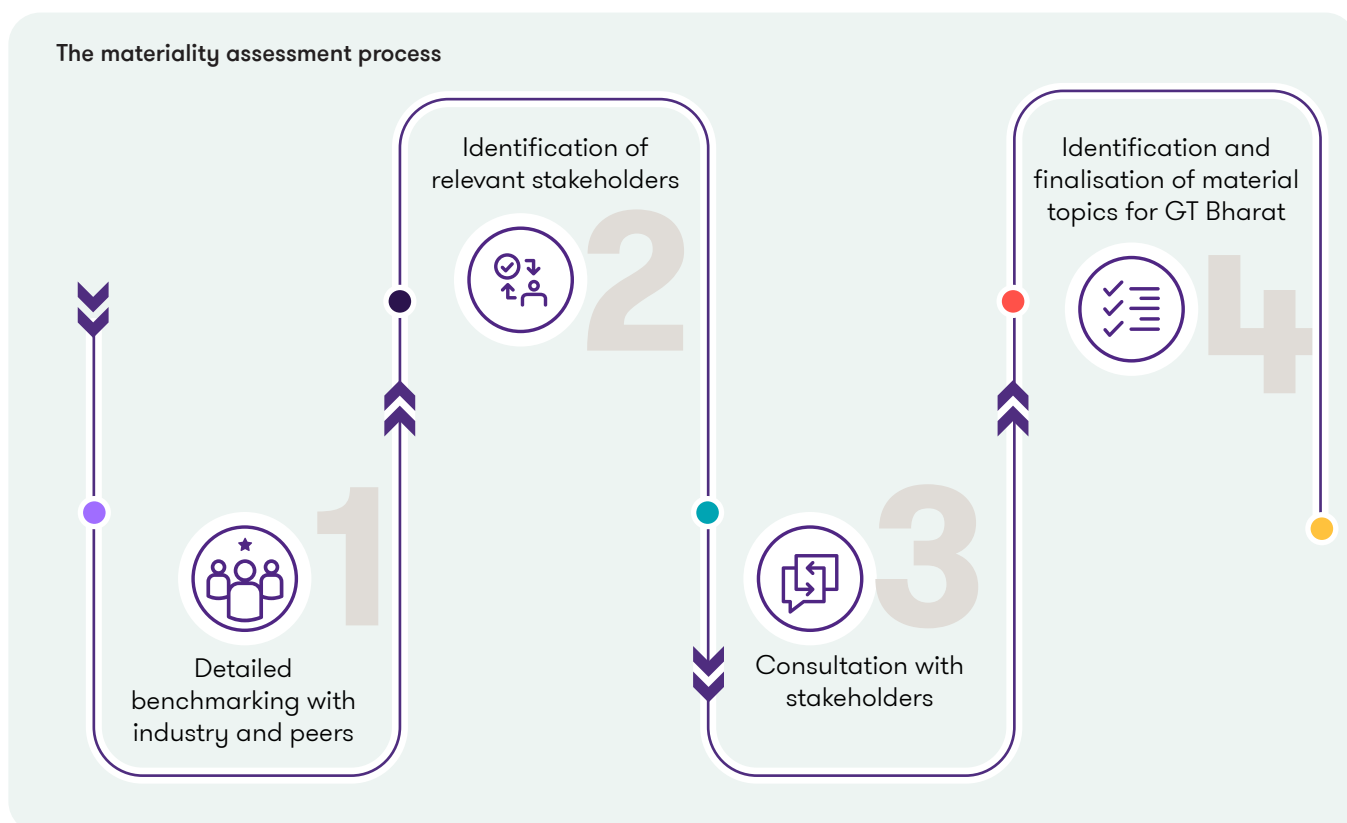 The materiality assessment process
1
Detailed
benchmarking with
industry and peers
Identification of
relevant stakeholders
2
3
Consultation with
stakeholders
Identification and
finalisation of material
topics for GT Bharat
4